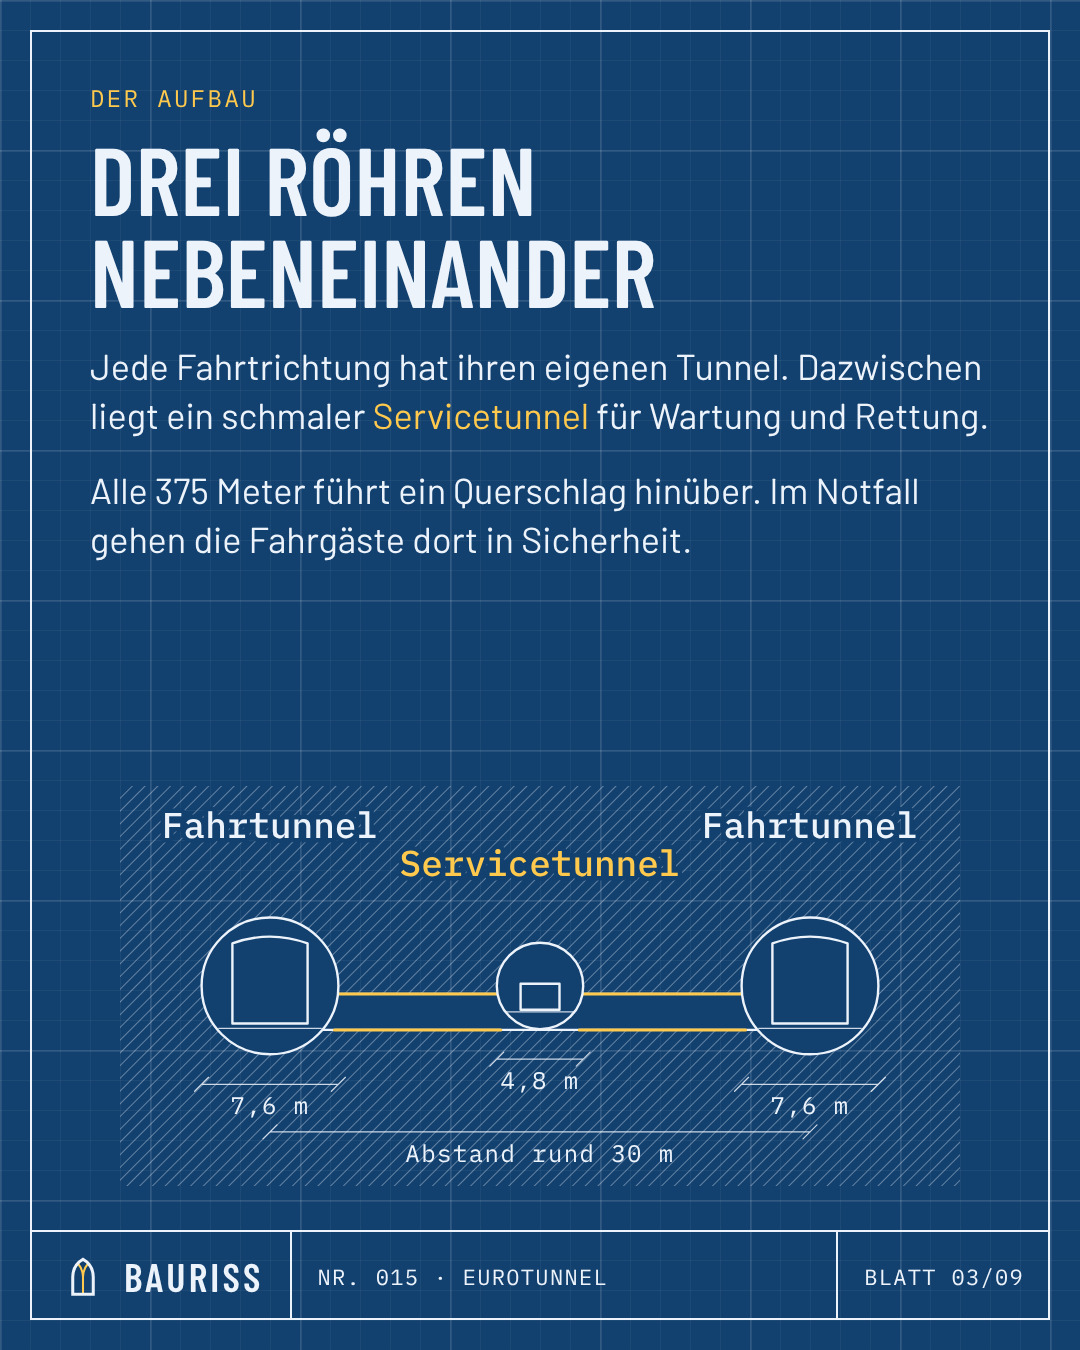 DER AUFBAU
DREI RÖHREN
NEBENEINANDER
Jede Fahrtrichtung hat ihren eigenen Tunnel. Dazwischen
liegt ein schmaler Servicetunnel für Wartung und Rettung.
Alle 375 Meter führt ein Querschlag hinüber. Im Notfall
gehen die Fahrgäste dort in Sicherheit.
Fahrtunnel
Fahrtunnel
Servicetunnel
4,8 m
7,6 m
7,6 m
Abstand rund 30 m
BAURISS
NR. 015 · EUROTUNNEL
BLATT 03/09